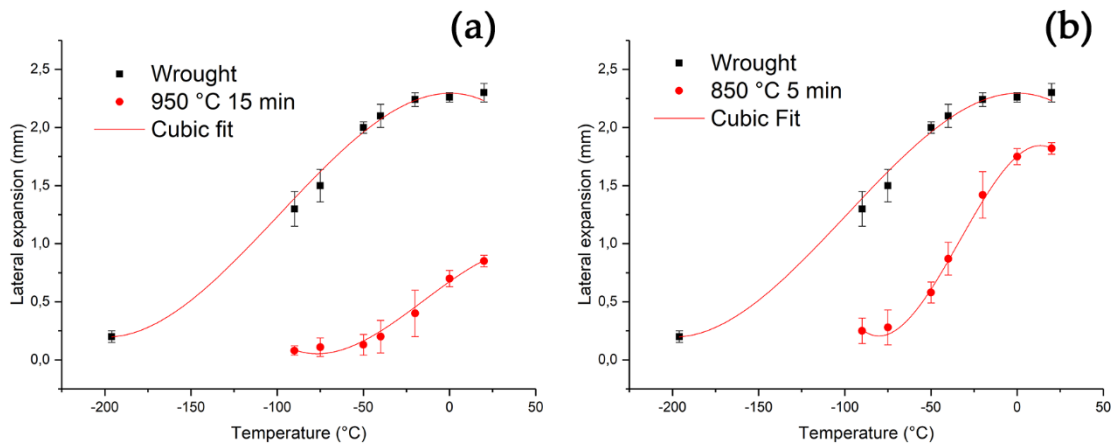 (a)
Wrought
950 °C 15 min
Cubic fit
Lateral expansion (mm)
2,5
2,0
1,5
1,0
0,5
0,0
-200
-150
-100
-50
0
50
Temperature (°C)
(b)
Wrought
850 °C 5 min
Cubic Fit
Lateral expansion (mm)
2,5
2,0
1,5
1,0
0,5
0,0
-200
-150
-100
-50
0
50
Temperature (°C)